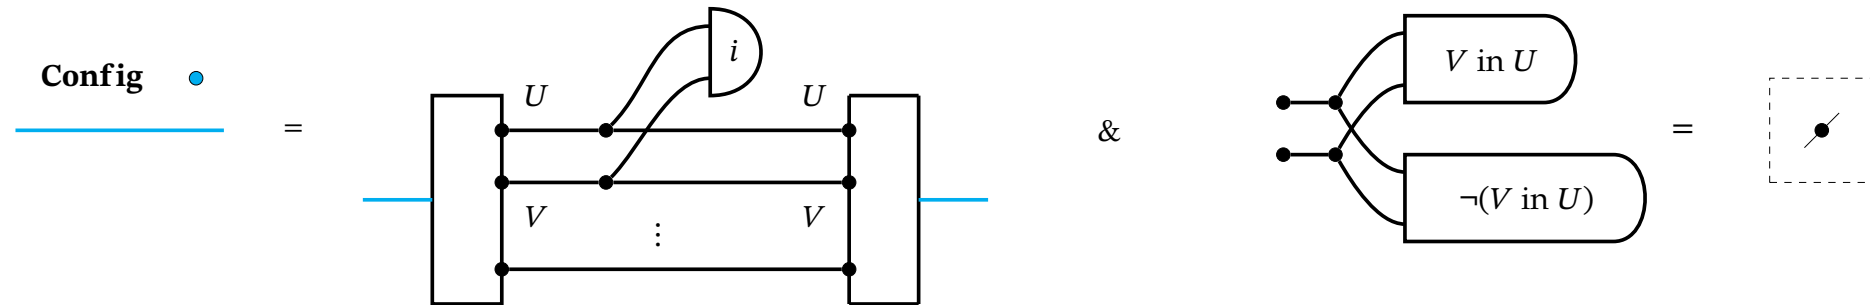 Config
=
i
U U
V V
⋮
&
V in U
¬(V in U)
=